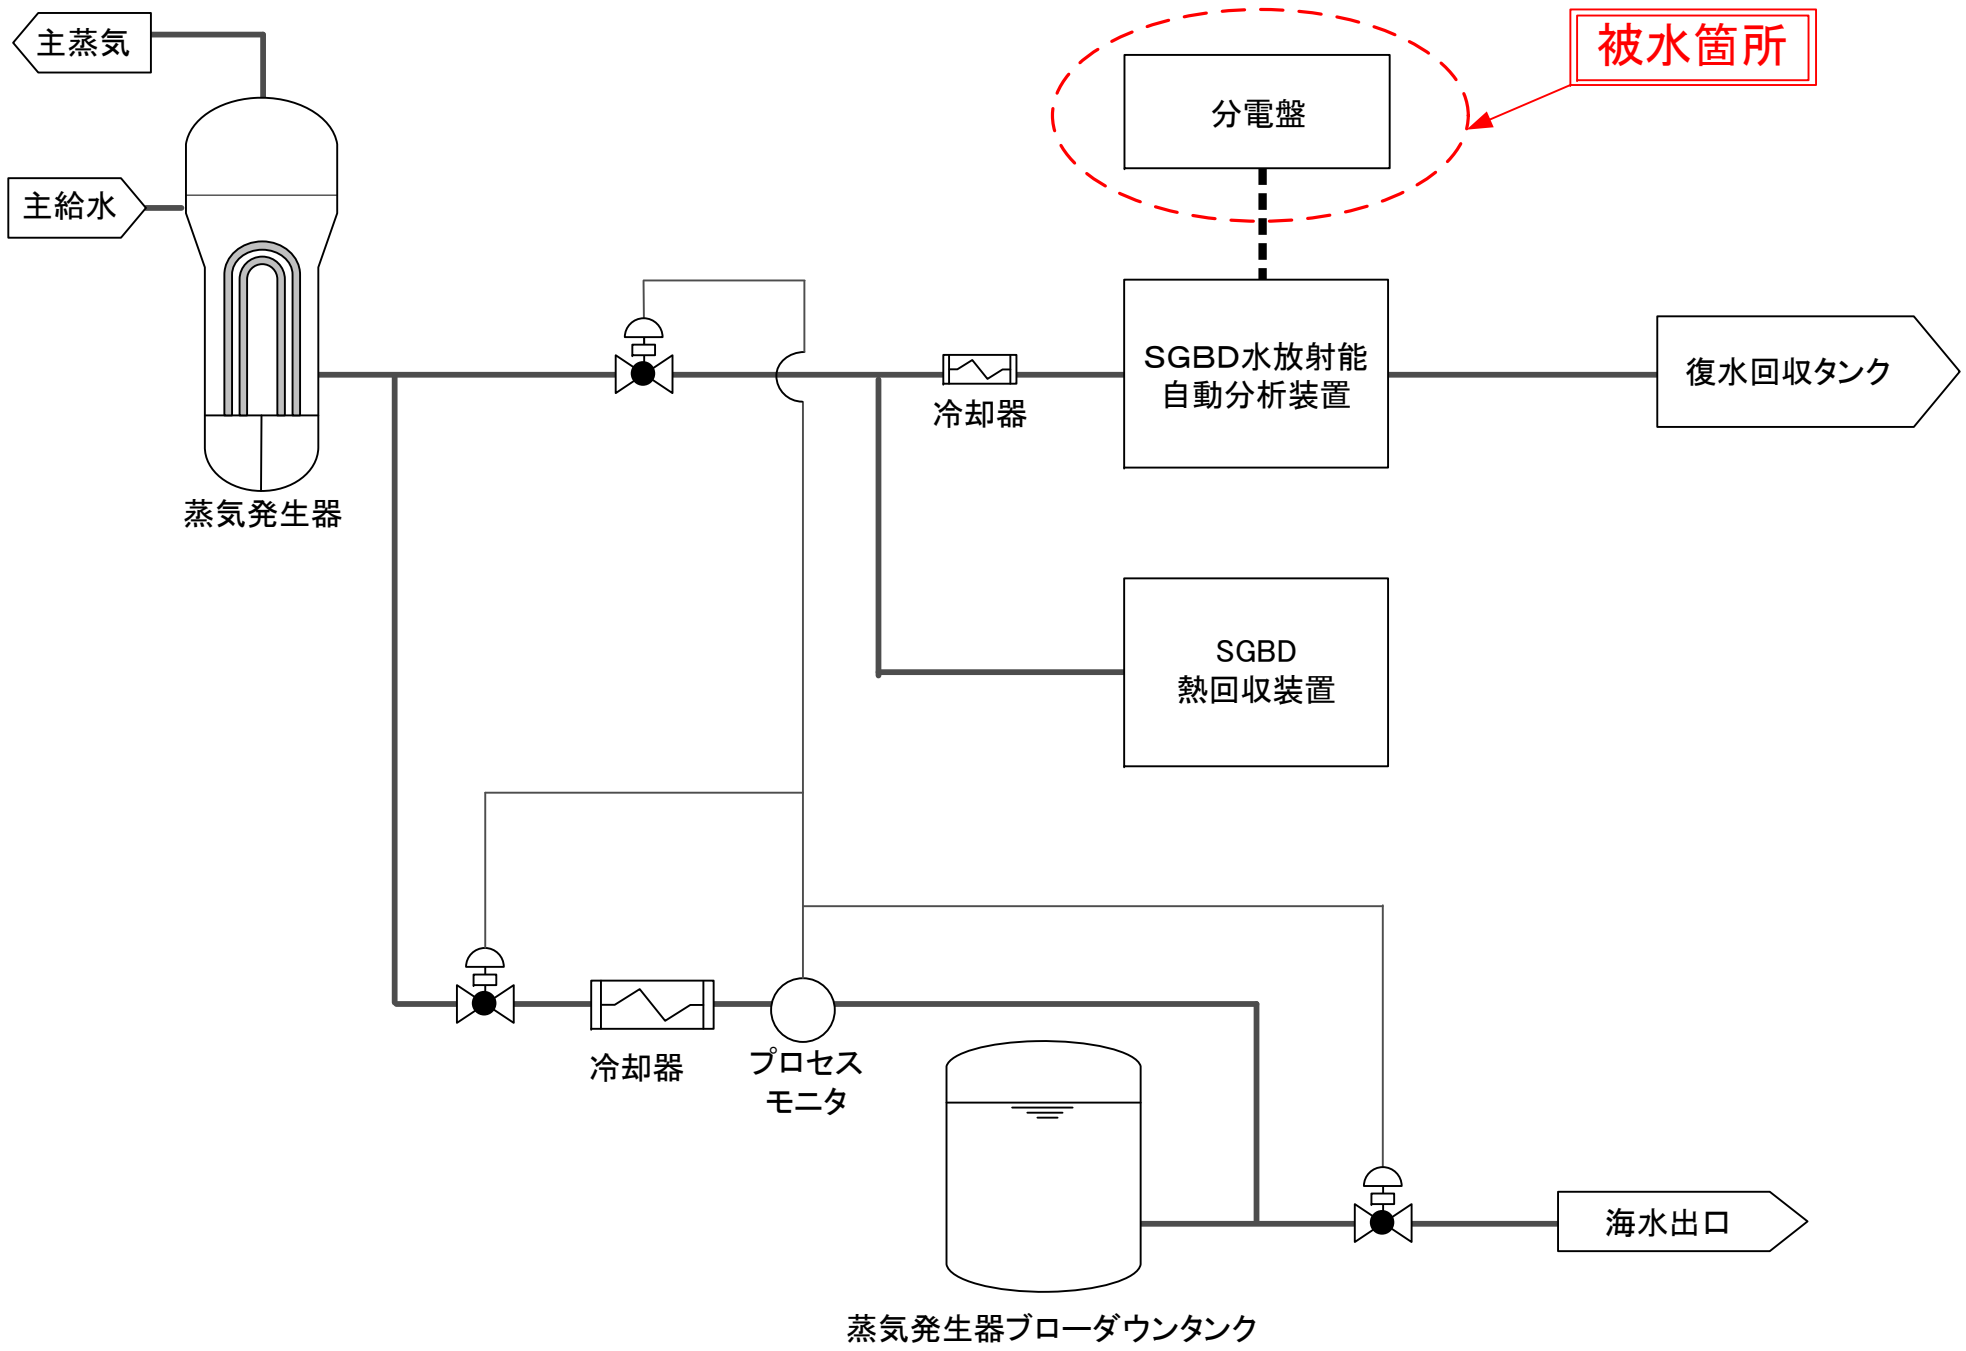 主蒸気
被水箇所
分電盤
主給水
SGBD水放射能
自動分析装置
復水回収タンク
冷却器
蒸気発生器
SGBD
熱回収装置
冷却器
プロセス
モニタ
海水出口
蒸気発生器ブローダウンタンク